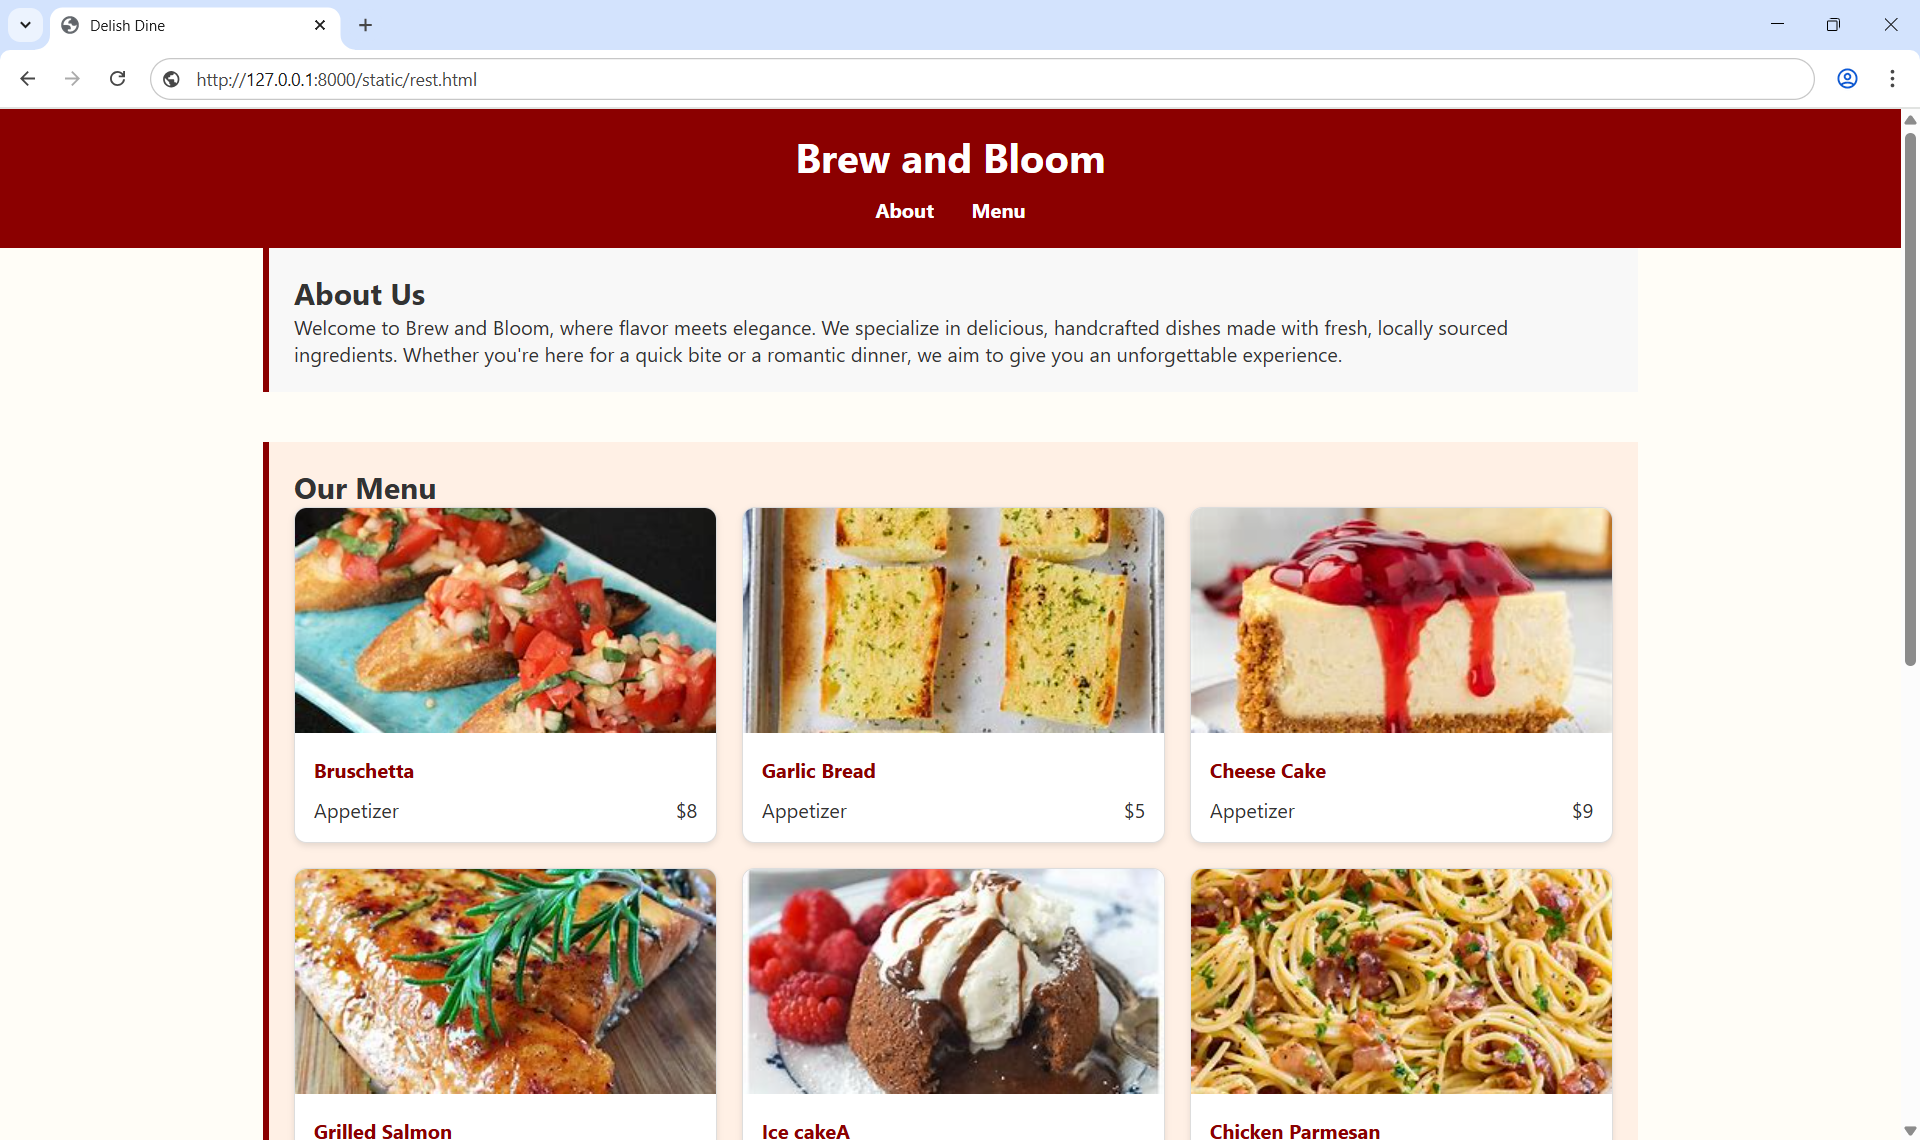 Delish Dine
http://127.0.0.1:8000/static/rest.html
Brew and Bloom
About Menu
About Us
Welcome to Brew and Bloom, where flavor meets elegance. We specialize in delicious, handcrafted dishes made with fresh, locally sourced
ingredients. Whether you're here for a quick bite or a romantic dinner, we aim to give you an unforgettable experience.
Our Menu
Bruschetta
Appetizer $8
Garlic Bread
Appetizer $5
Cheese Cake
Appetizer $9
Grilled Salmon
Ice cakeA
Chicken Parmesan